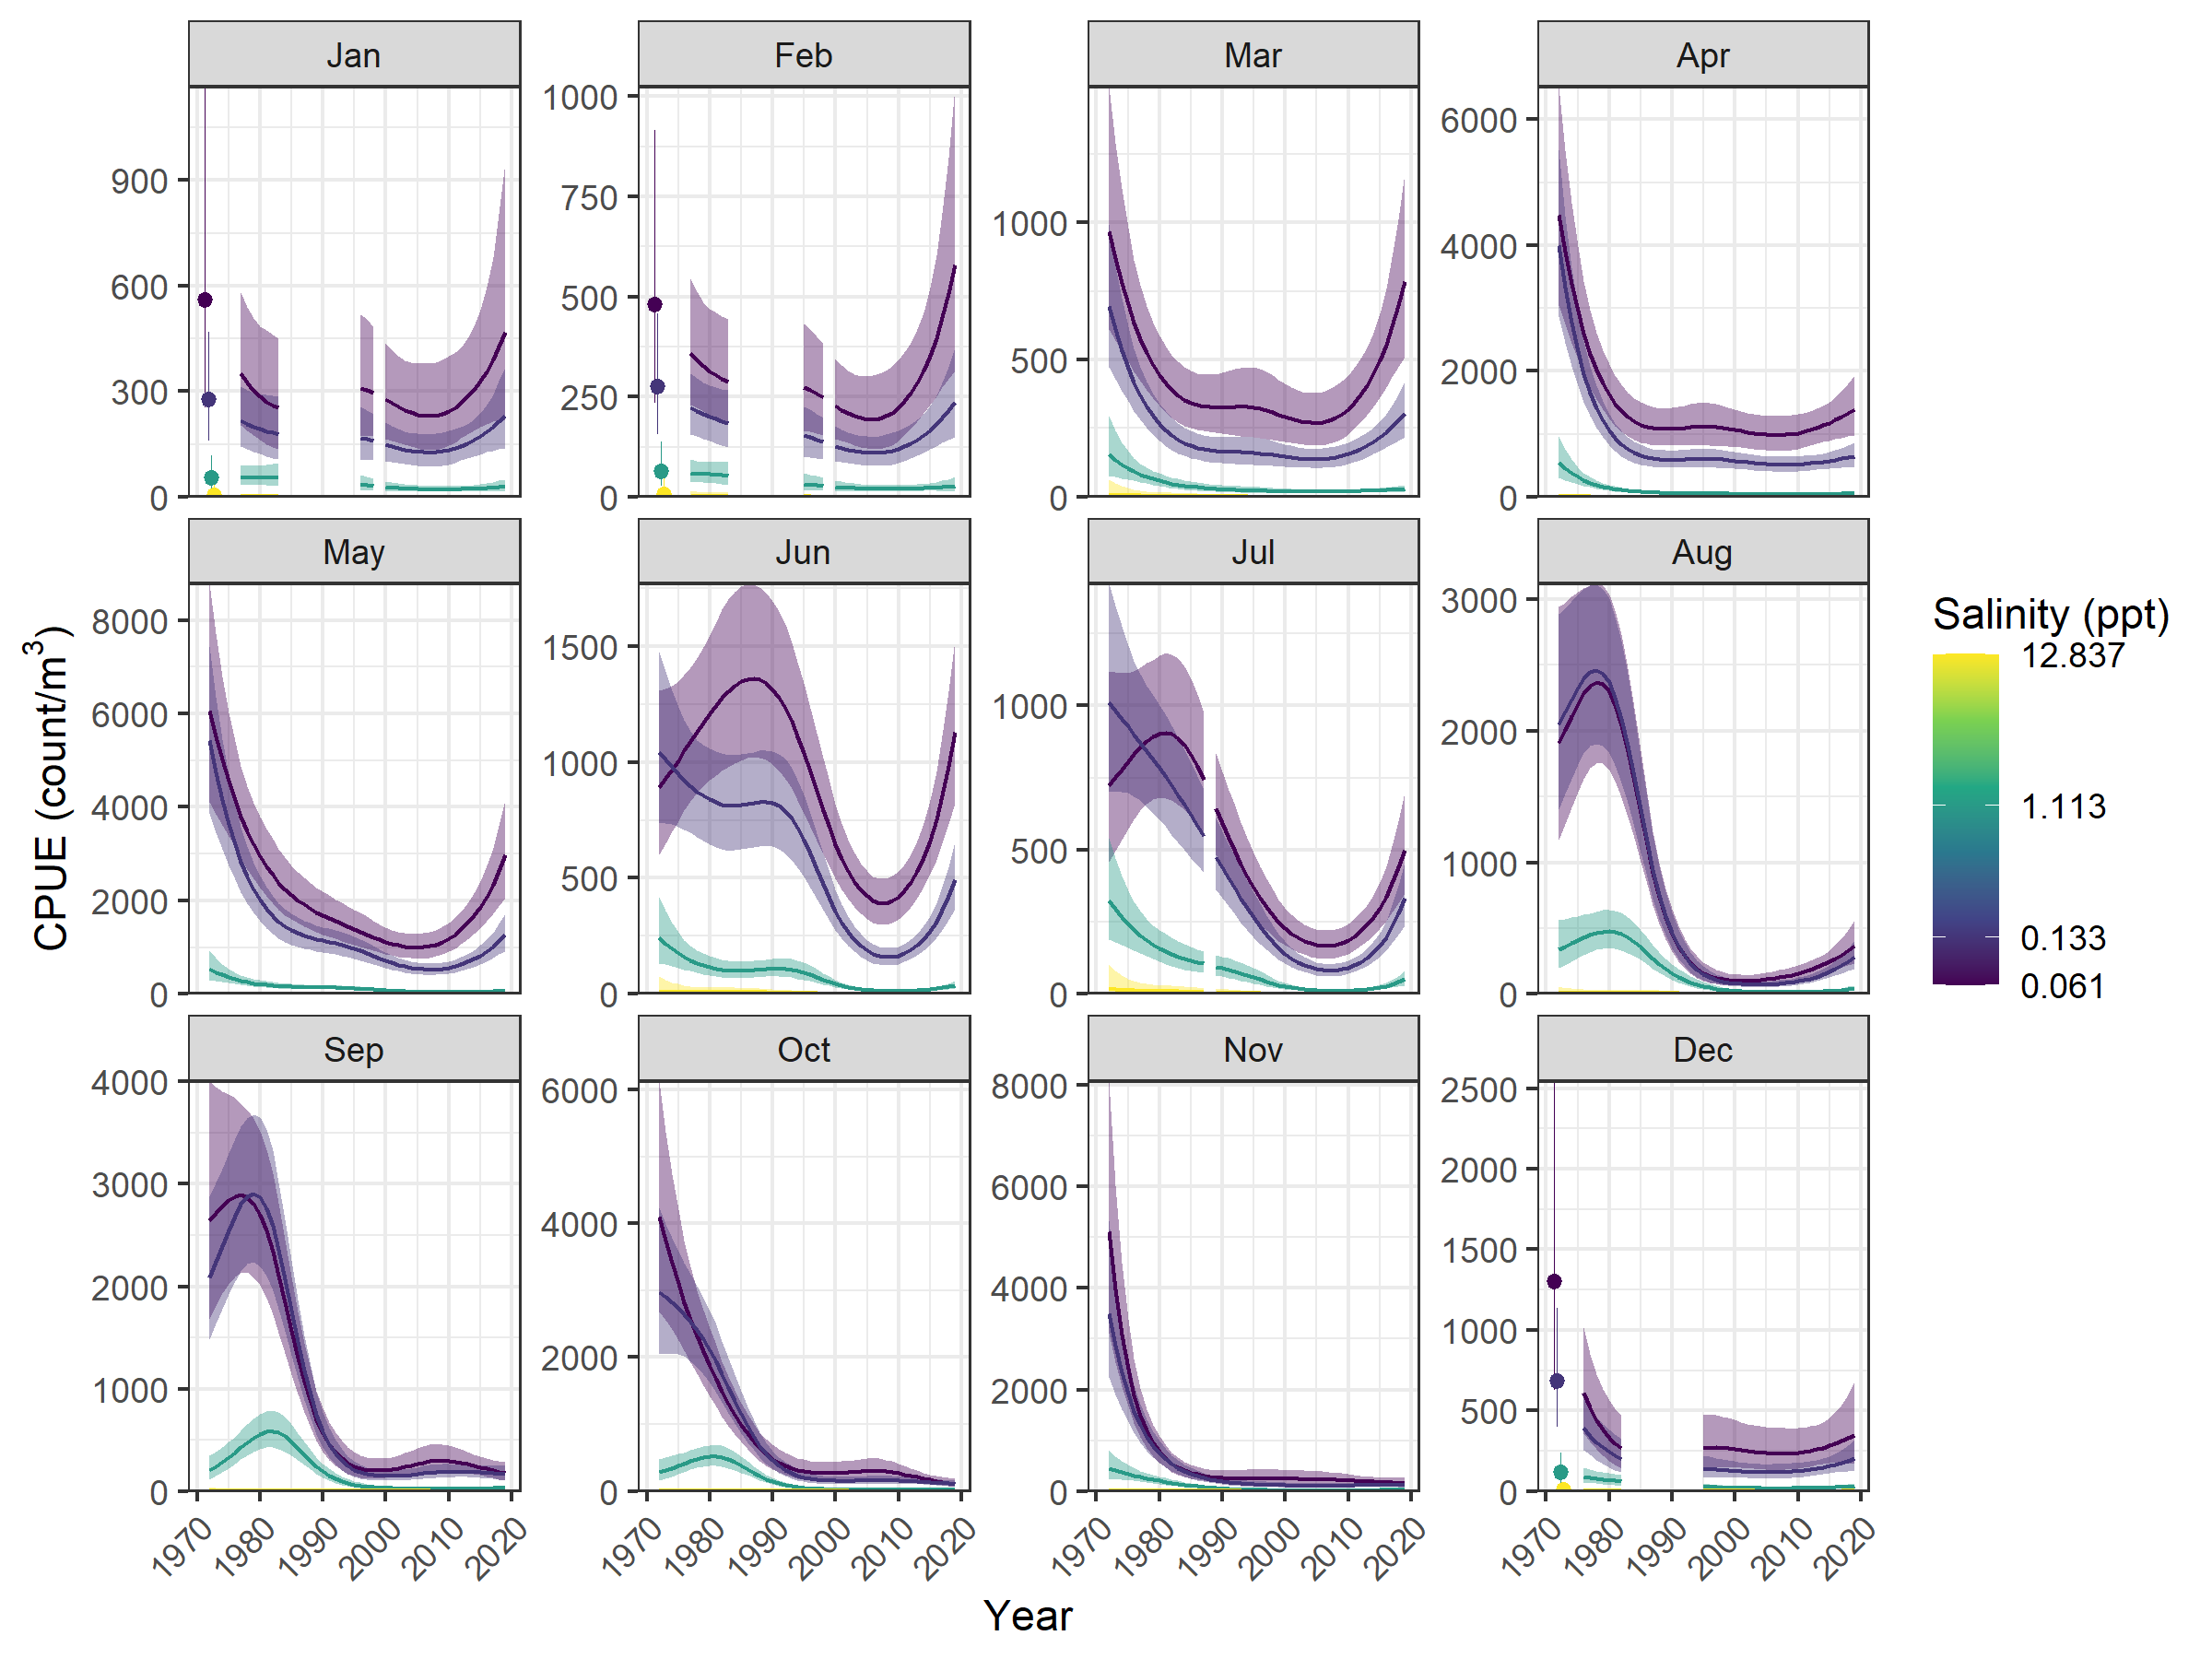 Jan Feb Mar Apr
0 300 600 900
0 250 500 750 1000
0 500 1000
0 2000 4000 6000
May Jun Jul Aug
0 2000 4000 6000 8000
0 500 1000 1500
0 500 1000
0 1000 2000 3000
Sep Oct Nov Dec
0 1000 2000 3000 4000
0 2000 4000 6000
0 2000 4000 6000 8000
0 500 1000 1500 2000 2500
1970 1980 1990 2000 2010 2020
1970 1980 1990 2000 2010 2020
1970 1980 1990 2000 2010 2020
1970 1980 1990 2000 2010 2020
Year
CPUE (count/m³)
Salinity (ppt)
12.837
1.113
0.133
0.061